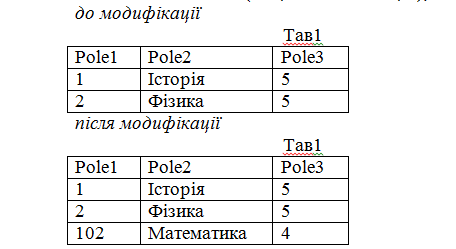 до модифікації
Тав1
Pole1 Pole2 Pole3
1 Історія 5
2 Фізика 5
після модифікації
Тав1
Pole1 Pole2 Pole3
1 Історія 5
2 Фізика 5
102 Математика 4